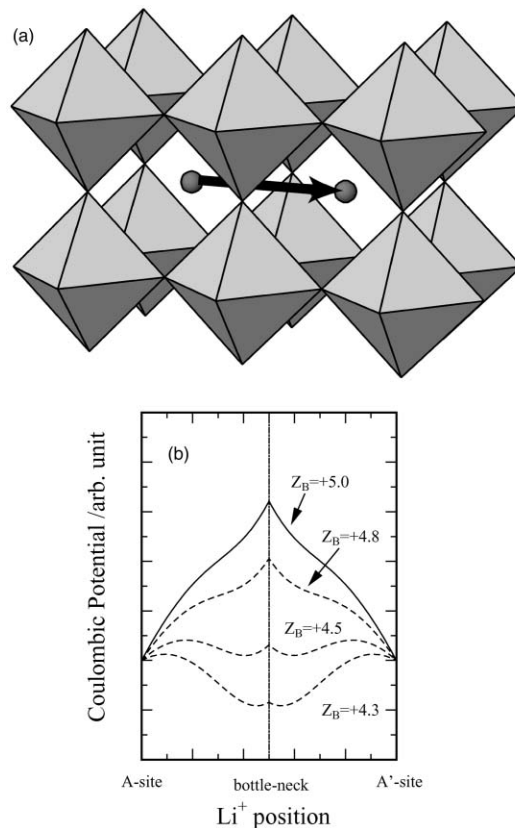 (a)
(b)
Coulombic Potential /arb. unit
Z_B=+5.0
Z_B=+4.8
Z_B=+4.5
Z_B=+4.3
A-site
bottle-neck
A’-site
Li⁺ position